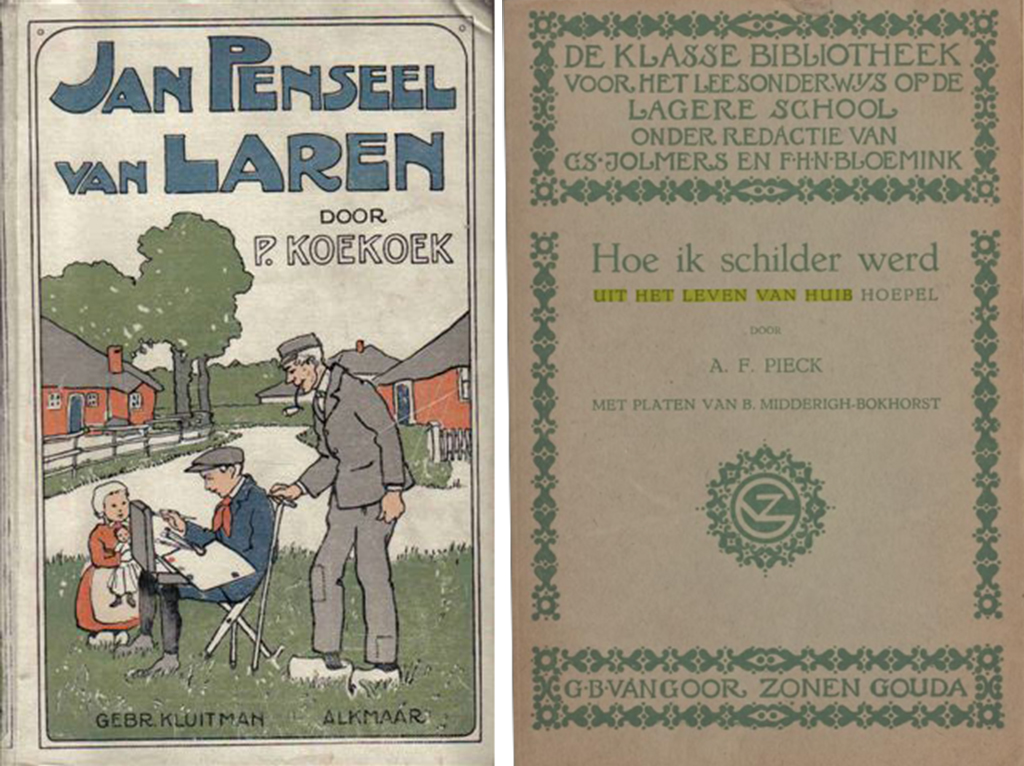 JAN PENSEEL
VAN LAREN
DOOR
P. KOEKOEK
GEBR. KLUITMAN ALKMAAR
DE KLASSE BIBLIOTHEEK
VOOR HET LEESONDERWYS OP DE
LAGERE SCHOOL
ONDER REDACTIE VAN
C.S. JOLMERS EN F.H.N. BLOEMINK
Hoe ik schilder werd
UIT HET LEVEN VAN HUIB HOEPEL
DOOR
A. F. PIECK
MET PLATEN VAN B. MIDDERIGH-BOKHORST
G.B. VAN GOOR ZONEN GOUDA